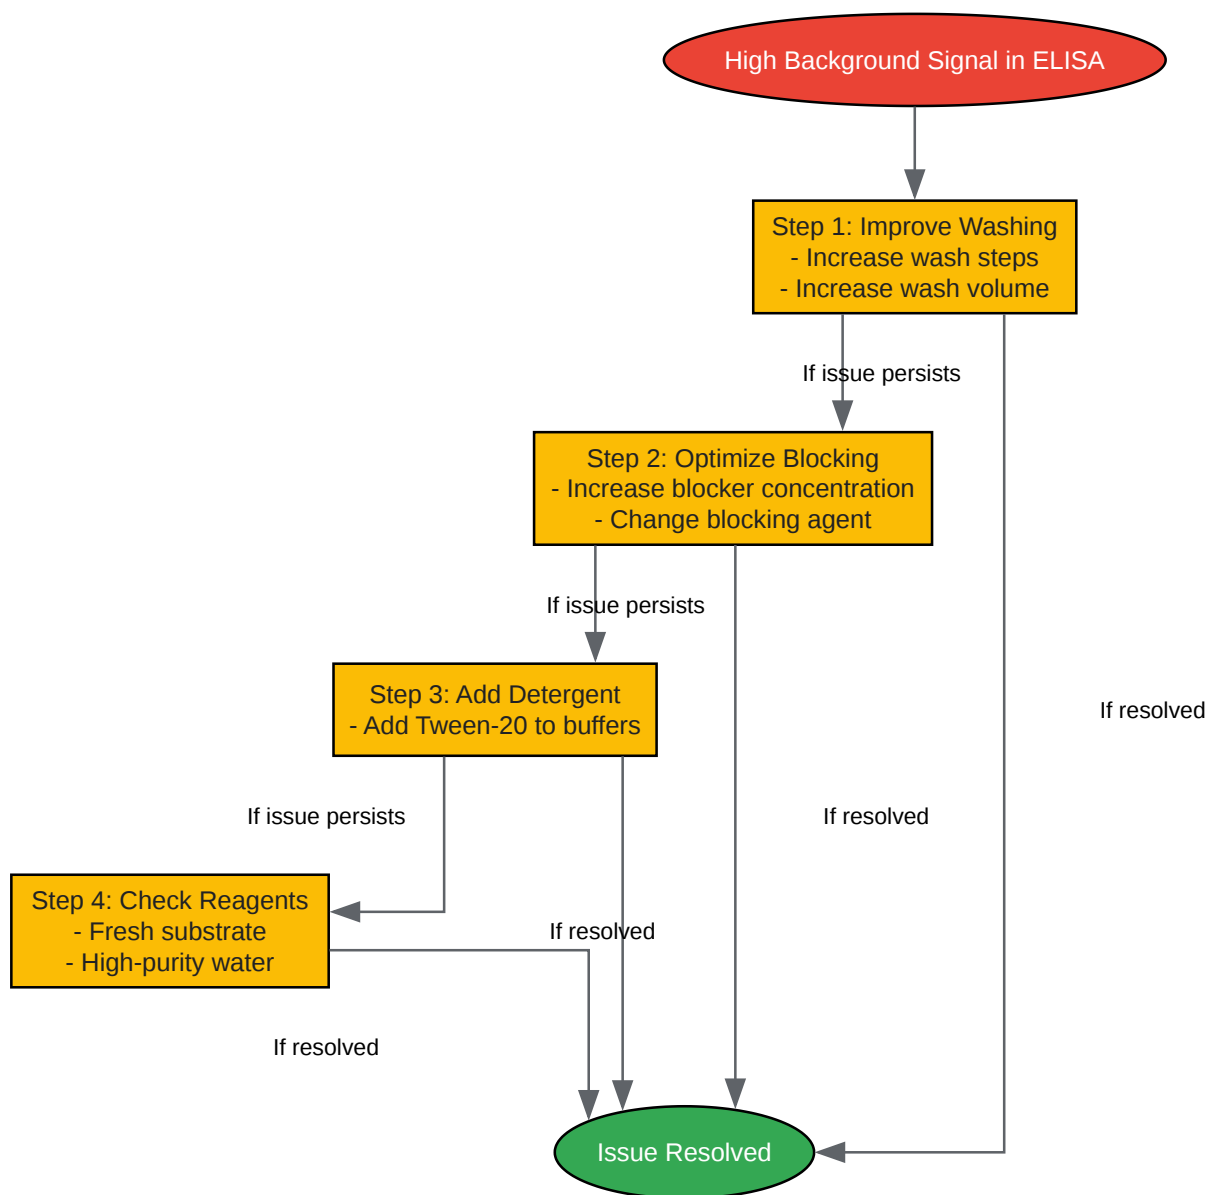 High Background Signal in ELISA
Step 1: Improve Washing
- Increase wash steps
- Increase wash volume
If issue persists
Step 2: Optimize Blocking
- Increase blocker concentration
- Change blocking agent
If issue persists
Step 3: Add Detergent
- Add Tween-20 to buffers
If resolved
If issue persists
If resolved
Step 4: Check Reagents
- Fresh substrate
- High-purity water
If resolved
If resolved
Issue Resolved